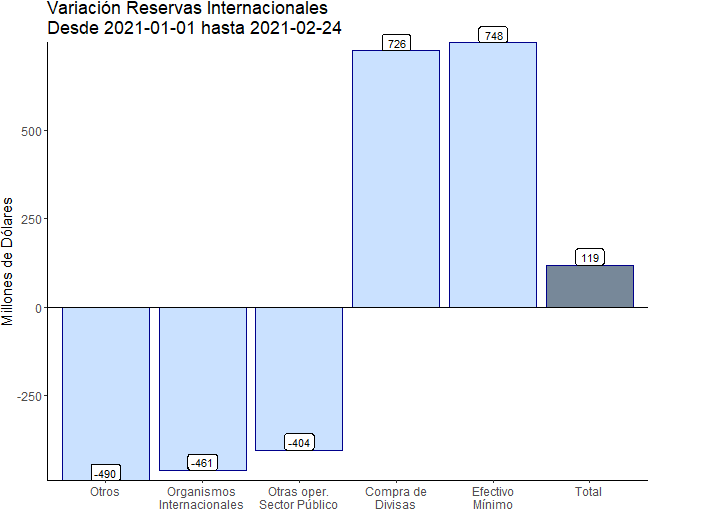 Variación Reservas Internacionales
Desde 2021-01-01 hasta 2021-02-24
Millones de Dólares
500
250
0
-250
-490
-461
-404
726
748
119
Otros
Organismos
Internacionales
Otras oper.
Sector Público
Compra de
Divisas
Efectivo
Mínimo
Total